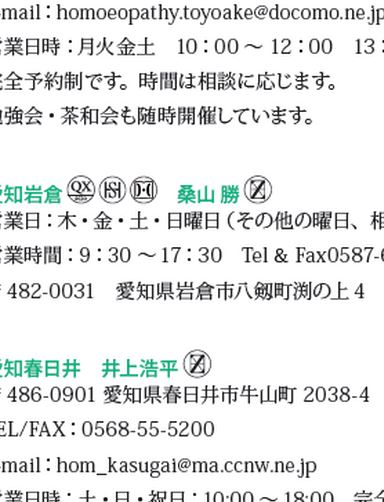 mail：homoeopathy.toyoake@docomo.ne.jp
業日時：月火金土　10：00～12：00　13：
全予約制です。時間は相談に応じます。
強会・茶和会も随時開催しています。
愛知岩倉 QX HSH DH　桑山 勝 Z
業日：木・金・土・日曜日（その他の曜日、相
業時間：9：30～17：30　Tel & Fax0587-6
482-0031　愛知県岩倉市八剱町渕の上 4
愛知春日井　井上浩平 Z
486-0901 愛知県春日井市牛山町 2038-4
EL/FAX：0568-55-5200
mail：hom_kasugai@ma.ccnw.ne.jp
業日時：土・日・祝日：10:00～18:00　完全